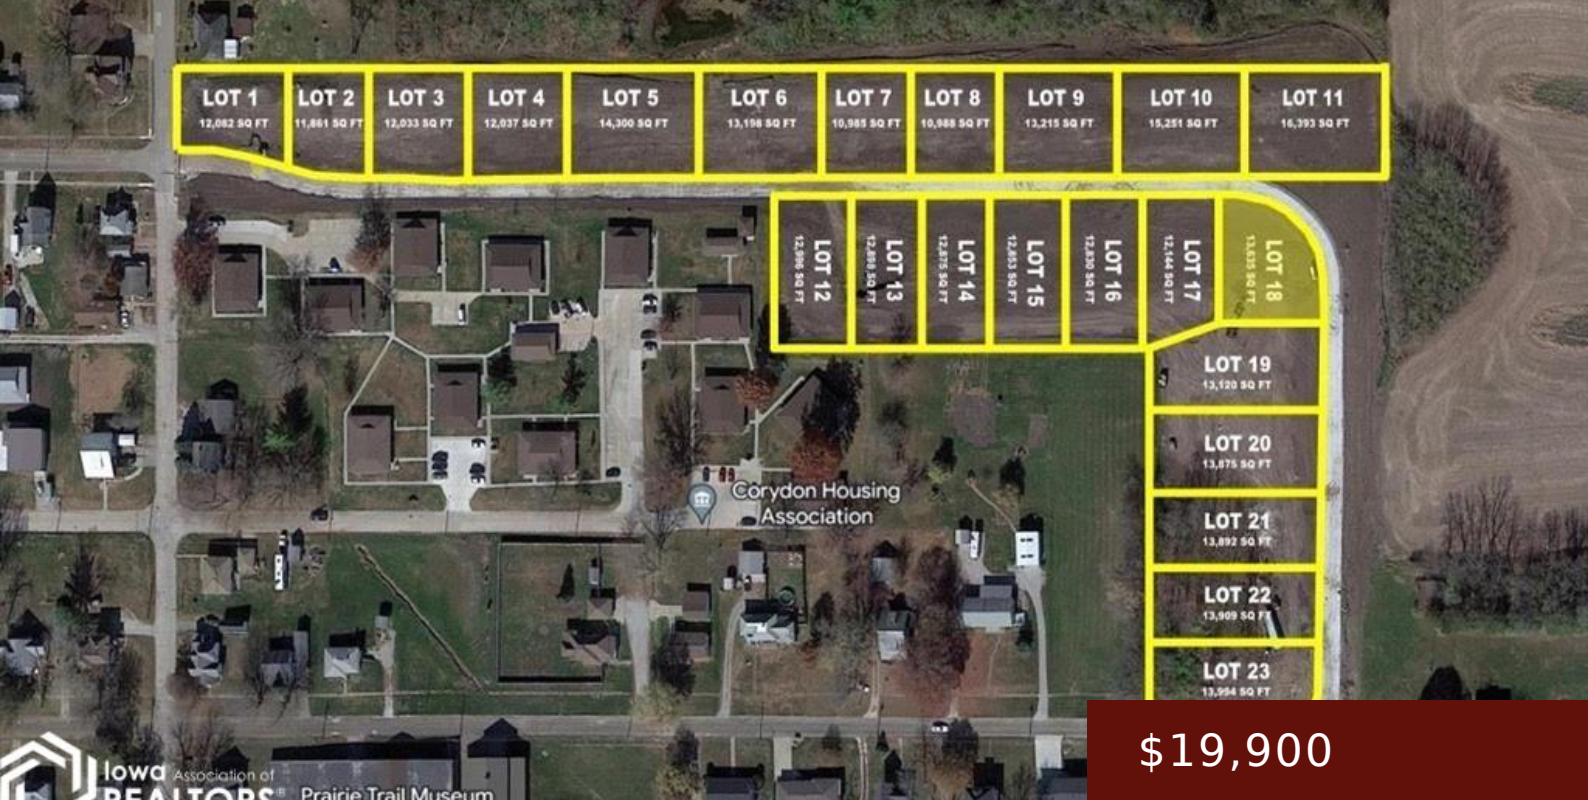 LOT 1
12,082 SQ FT
LOT 2
11,861 SQ FT
LOT 3
12,033 SQ FT
LOT 4
12,037 SQ FT
LOT 5
14,300 SQ FT
LOT 6
13,198 SQ FT
LOT 7
10,985 SQ FT
LOT 8
10,988 SQ FT
LOT 9
13,215 SQ FT
LOT 10
15,251 SQ FT
LOT 11
16,393 SQ FT
LOT 12
12,996 SQ FT
LOT 13
12,898 SQ FT
LOT 14
12,875 SQ FT
LOT 15
12,853 SQ FT
LOT 16
12,830 SQ FT
LOT 17
12,144 SQ FT
LOT 18
13,635 SQ FT
LOT 19
13,120 SQ FT
LOT 20
13,875 SQ FT
LOT 21
13,892 SQ FT
LOT 22
13,909 SQ FT
LOT 23
13,994 SQ FT
Corydon Housing
Association
Iowa Association of
REALTORS®
Prairie Trail Museum
$19,900